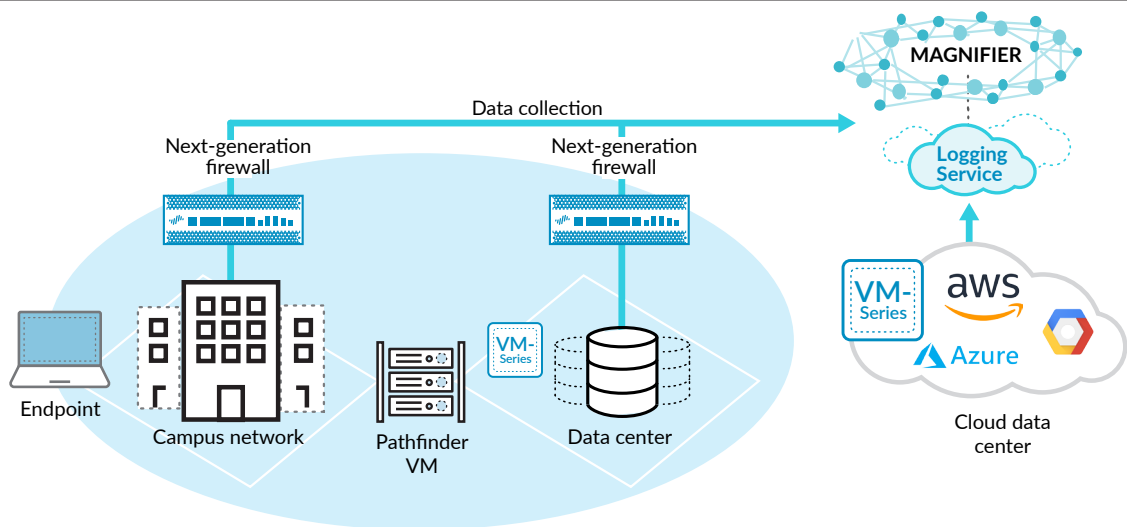 MAGNIFIER
Data collection
Next-generation
firewall
Next-generation
firewall
Logging
Service
VM-
Series
aws
Azure
VM-
Series
Endpoint
Campus network
Pathfinder
VM
Data center
Cloud data
center